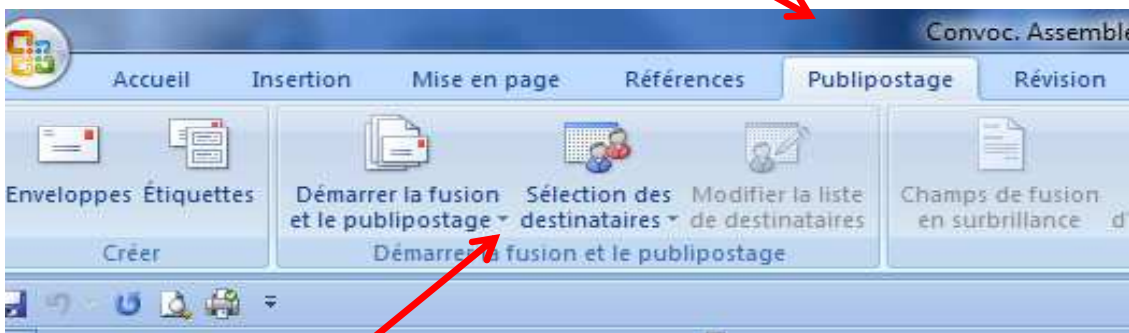 Convoc. Assemblé
Accueil Insertion Mise en page Références Publipostage Révision
Enveloppes Étiquettes Démarrer la fusion Sélection des Modifier la liste Champs de fusion
et le publipostage destinataires de destinataires en surbrillance d'
Créer Démarrer la fusion et le publipostage